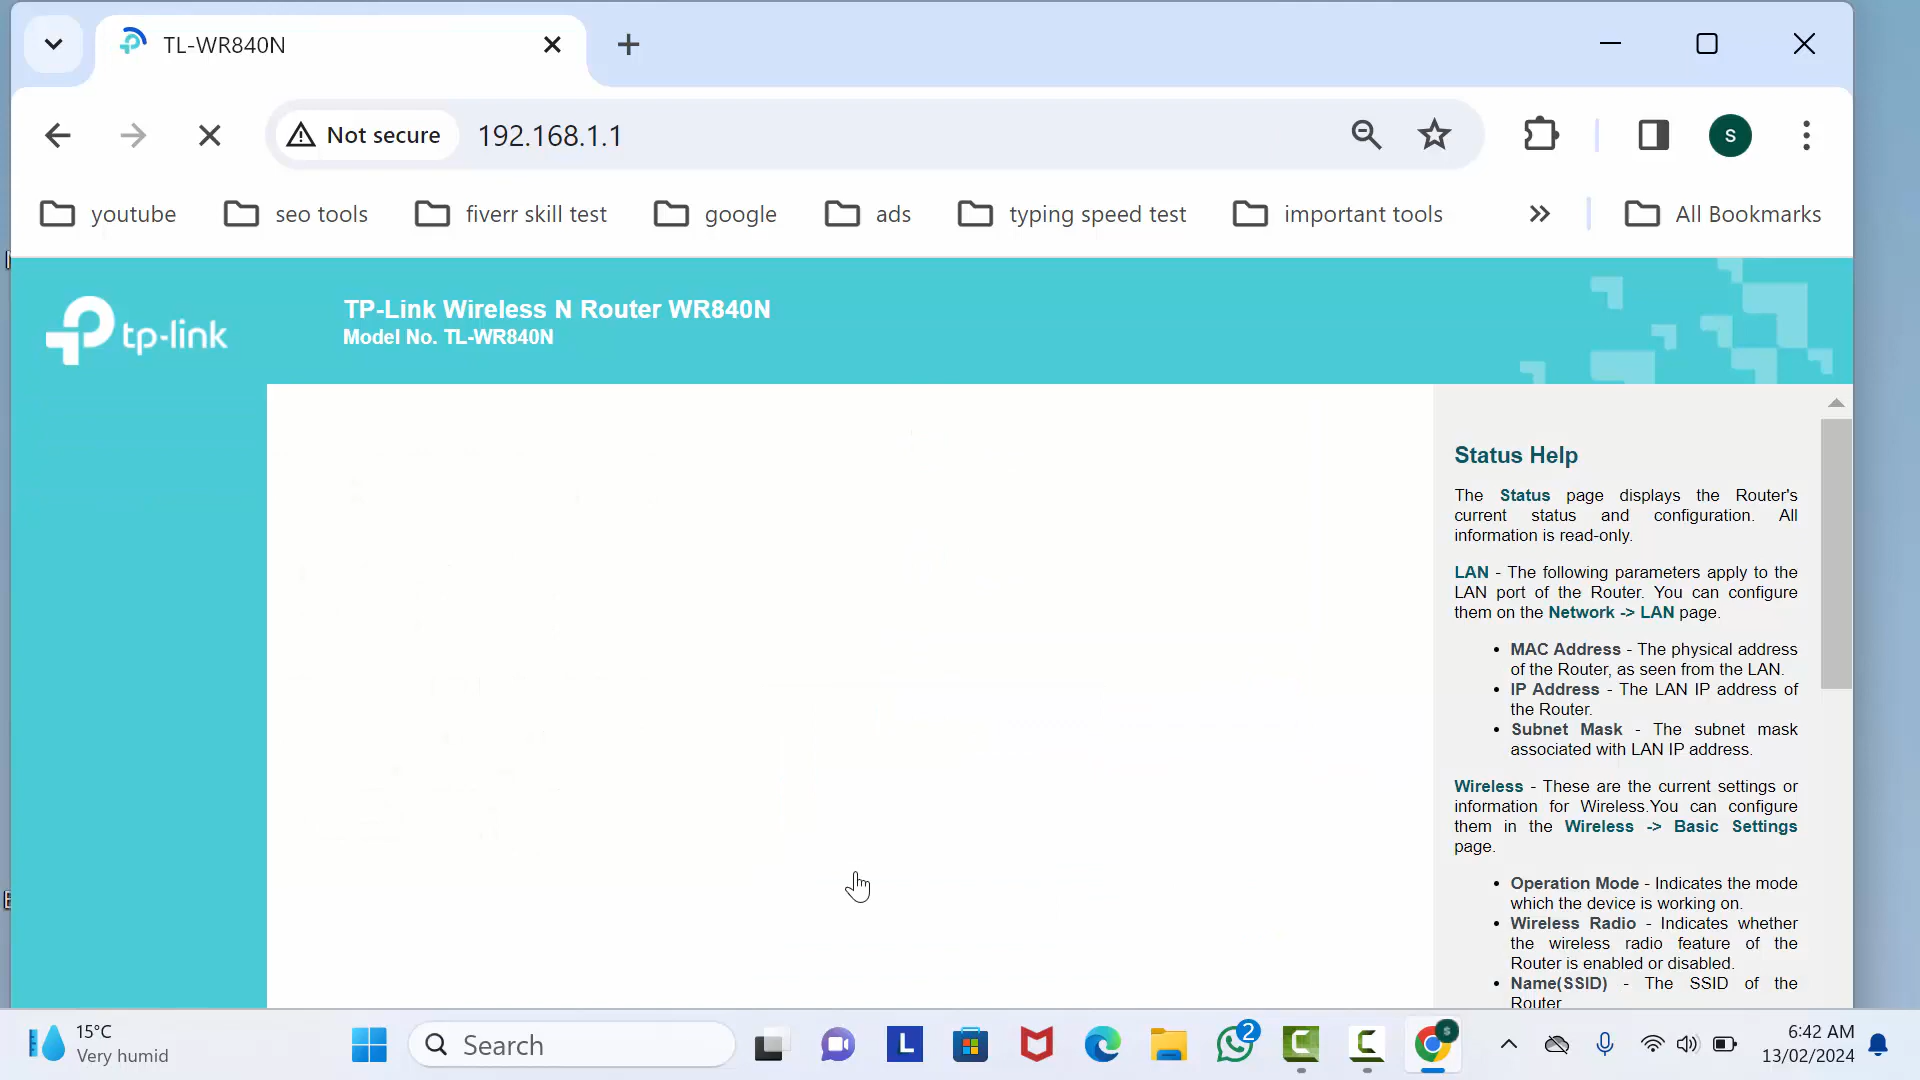 TL-WR840N
Not secure
192.168.1.1
S
youtube
seo tools
fiverr skill test
google
ads
typing speed test
important tools
All Bookmarks
tp-link
TP-Link Wireless N Router WR840N
Model No. TL-WR840N
Status Help
The Status page displays the Router's
current status and configuration. All
information is read-only.
LAN - The following parameters apply to the
LAN port of the Router. You can configure
them on the Network -> LAN page.
• MAC Address - The physical address
of the Router, as seen from the LAN.
• IP Address - The LAN IP address of
the Router.
• Subnet Mask - The subnet mask
associated with LAN IP address.
Wireless - These are the current settings or
information for Wireless.You can configure
them in the Wireless -> Basic Settings
page.
• Operation Mode - Indicates the mode
which the device is working on.
• Wireless Radio - Indicates whether
the wireless radio feature of the
Router is enabled or disabled.
• Name(SSID) - The SSID of the
Router
15°C
Very humid
Search
L
2
6:42 AM
13/02/2024